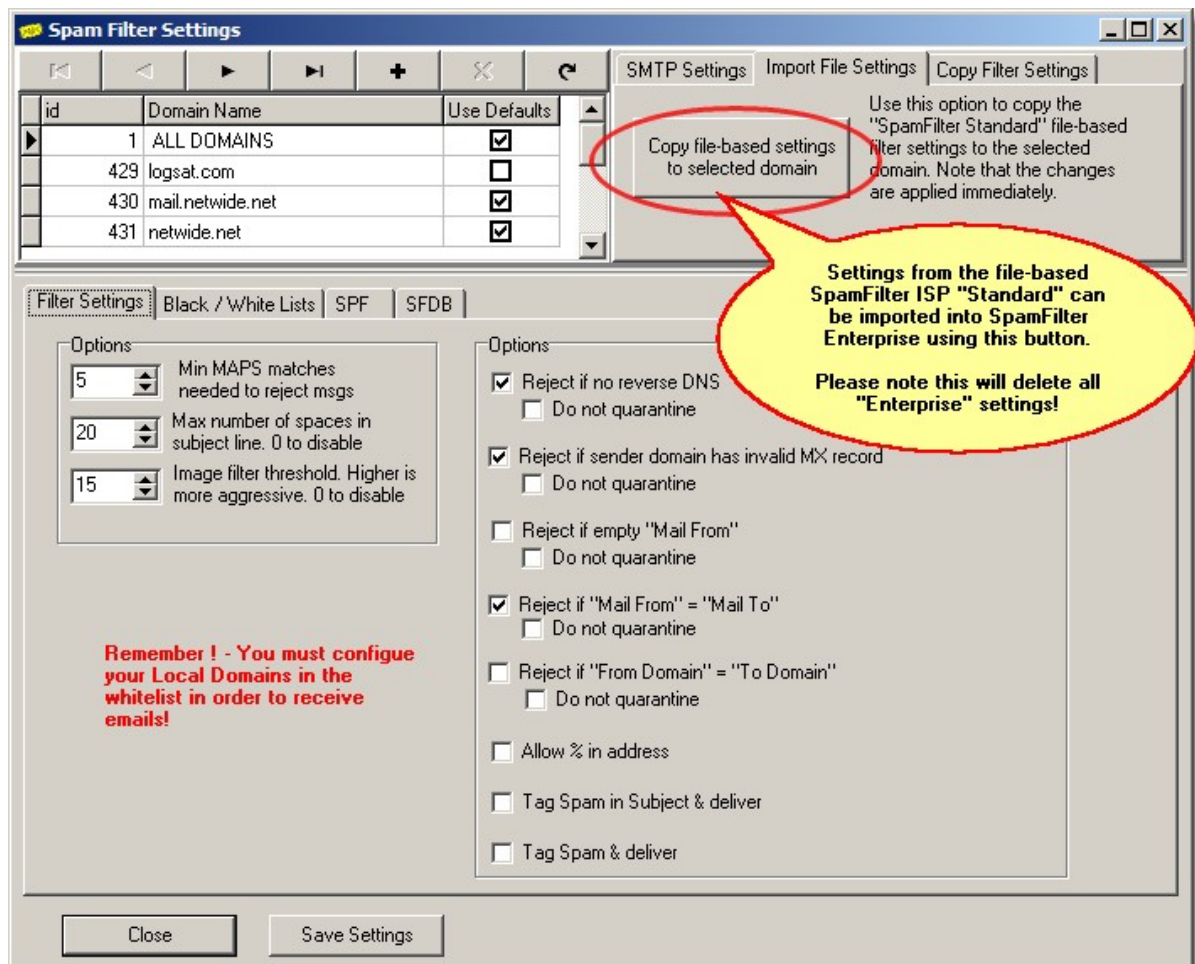 Spam Filter Settings
SMTP Settings
Import File Settings
Copy Filter Settings
id
Domain Name
Use Defaults
1
ALL DOMAINS
429
logsat.com
430
mail.netwide.net
431
netwide.net
Copy file-based settings
to selected domain
Use this option to copy the
"SpamFilter Standard" file-based
filter settings to the selected
domain. Note that the changes
are applied immediately.
Settings from the file-based
SpamFilter ISP "Standard" can
be imported into SpamFilter
Enterprise using this button.
Please note this will delete all
"Enterprise" settings!
Filter Settings
Black / White Lists
SPF
SFDB
Options
5
Min MAPS matches
needed to reject msgs
20
Max number of spaces in
subject line. 0 to disable
15
Image filter threshold. Higher is
more aggressive. 0 to disable
Remember ! - You must configue
your Local Domains in the
whitelist in order to receive
emails!
Options
Reject if no reverse DNS
Do not quarantine
Reject if sender domain has invalid MX record
Do not quarantine
Reject if empty "Mail From"
Do not quarantine
Reject if "Mail From" = "Mail To"
Do not quarantine
Reject if "From Domain" = "To Domain"
Do not quarantine
Allow % in address
Tag Spam in Subject & deliver
Tag Spam & deliver
Close
Save Settings